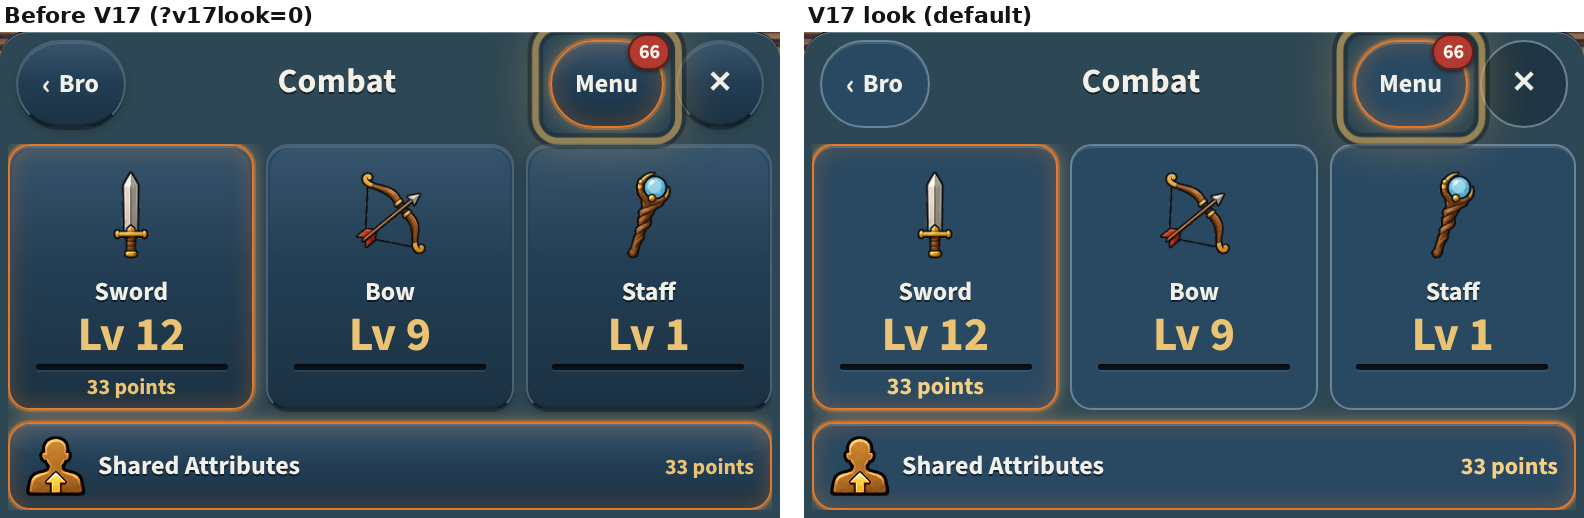 Before V17 (?v17look=0)
‹ Bro
Combat
Menu
66
✕
Sword
Lv 12
33 points
Bow
Lv 9
Staff
Lv 1
Shared Attributes
33 points
V17 look (default)
‹ Bro
Combat
Menu
66
✕
Sword
Lv 12
33 points
Bow
Lv 9
Staff
Lv 1
Shared Attributes
33 points